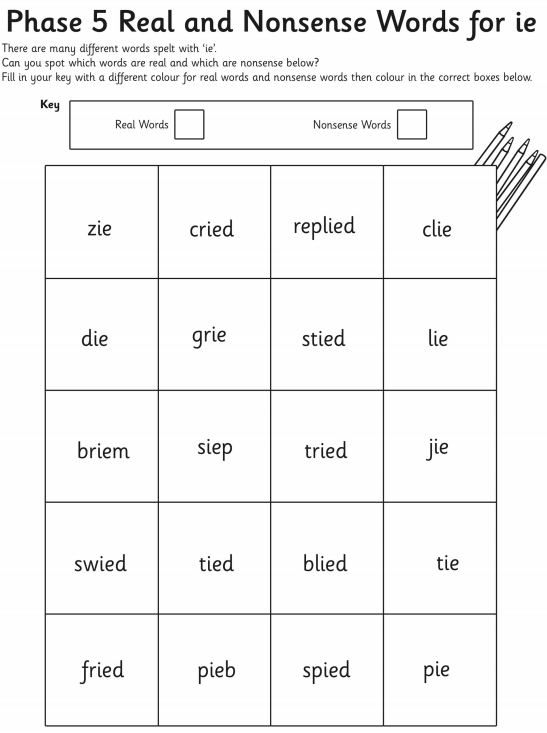 Phase 5 Real and Nonsense Words for ie
There are many different words spelt with 'ie'.
Can you spot which words are real and which are nonsense below?
Fill in your key with a different colour for real words and nonsense words then colour in the correct boxes below.
Key
Real Words
Nonsense Words
zie cried replied clie
die grie stied lie
briem siep tried jie
swied tied blied tie
fried pieb spied pie